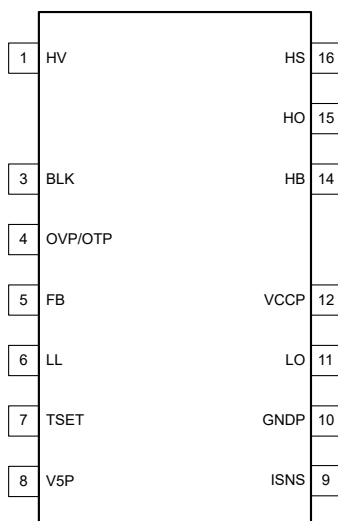 1 HV HS 16
HO 15
3 BLK HB 14
4 OVP/OTP
5 FB VCCP 12
6 LL LO 11
7 TSET GNDP 10
8 V5P ISNS 9